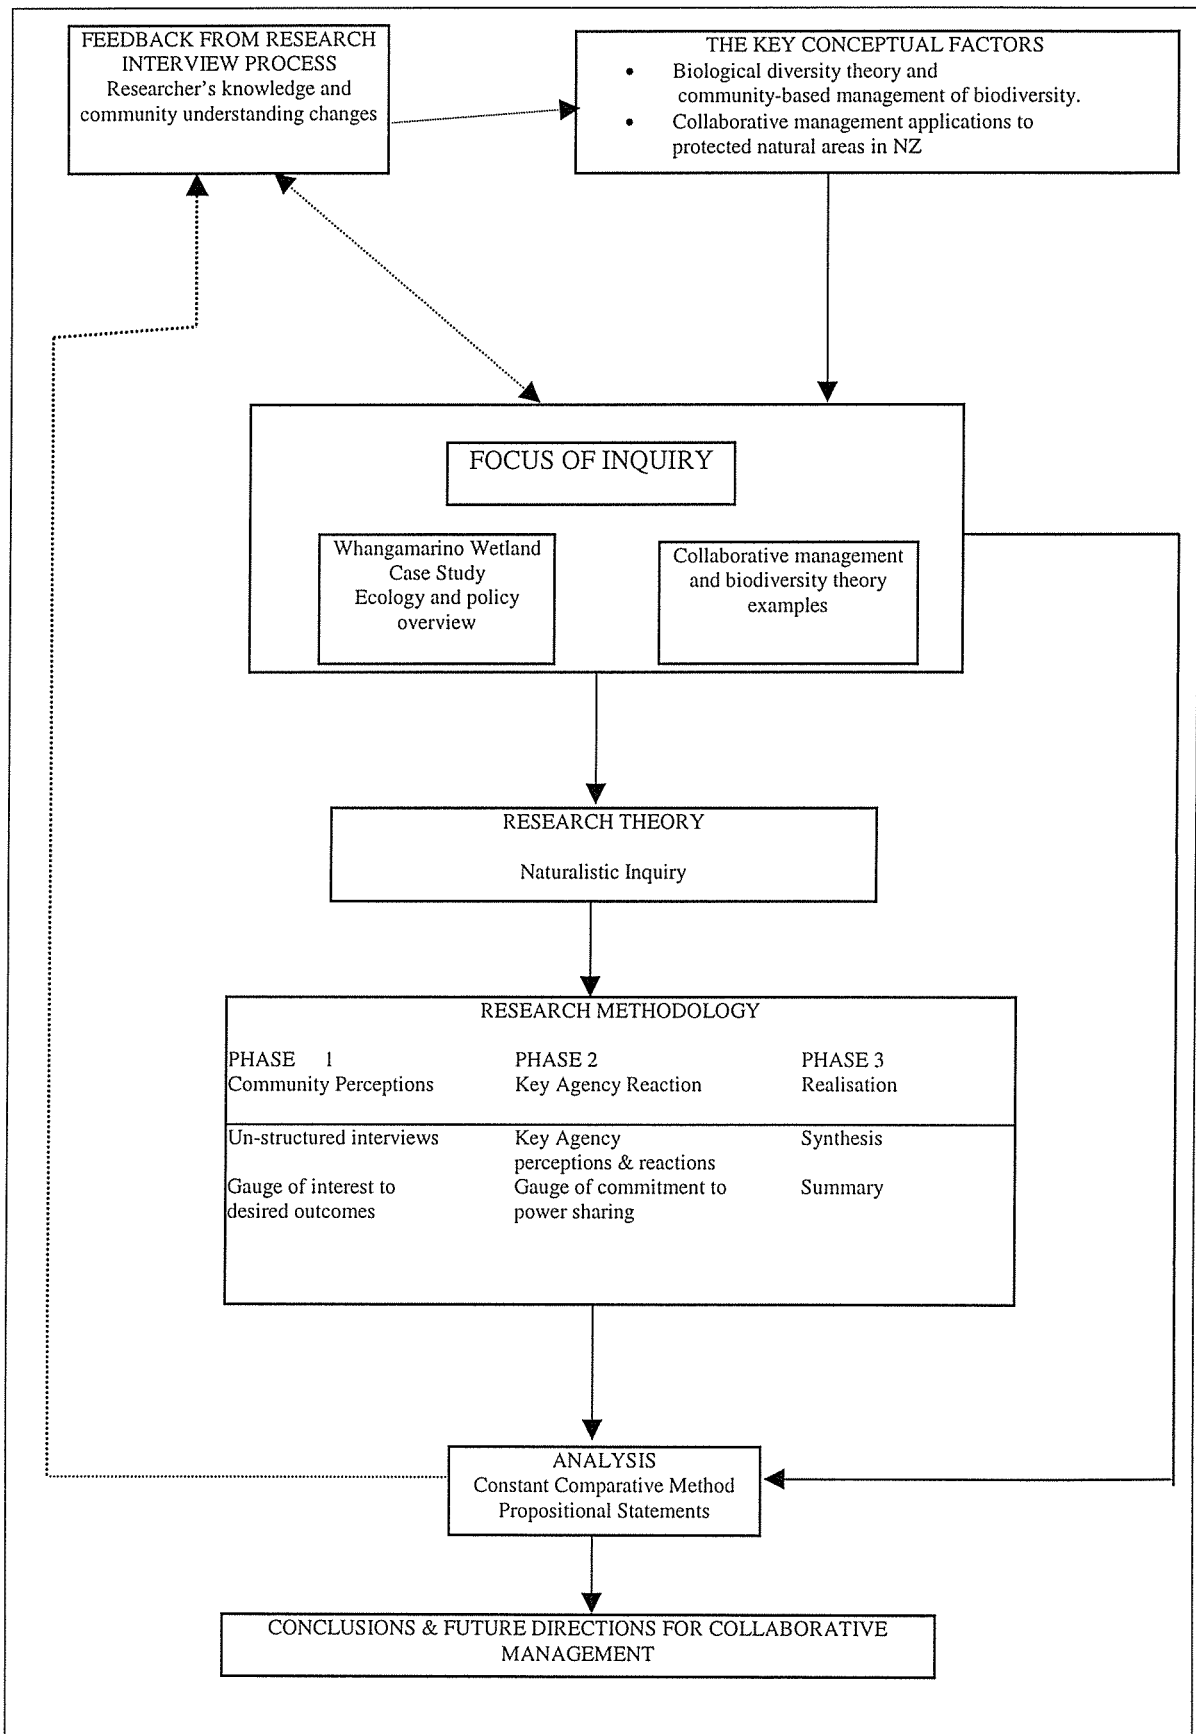 FEEDBACK FROM RESEARCH
INTERVIEW PROCESS
Researcher's knowledge and
community understanding changes
THE KEY CONCEPTUAL FACTORS
• Biological diversity theory and
community-based management of biodiversity.
• Collaborative management applications to
protected natural areas in NZ
FOCUS OF INQUIRY
Whangamarino Wetland
Case Study
Ecology and policy
overview
Collaborative management
and biodiversity theory
examples
RESEARCH THEORY
Naturalistic Inquiry
RESEARCH METHODOLOGY
PHASE 1
Community Perceptions
PHASE 2
Key Agency Reaction
PHASE 3
Realisation
Un-structured interviews
Gauge of interest to
desired outcomes
Key Agency
perceptions & reactions
Gauge of commitment to
power sharing
Synthesis
Summary
ANALYSIS
Constant Comparative Method
Propositional Statements
CONCLUSIONS & FUTURE DIRECTIONS FOR COLLABORATIVE
MANAGEMENT